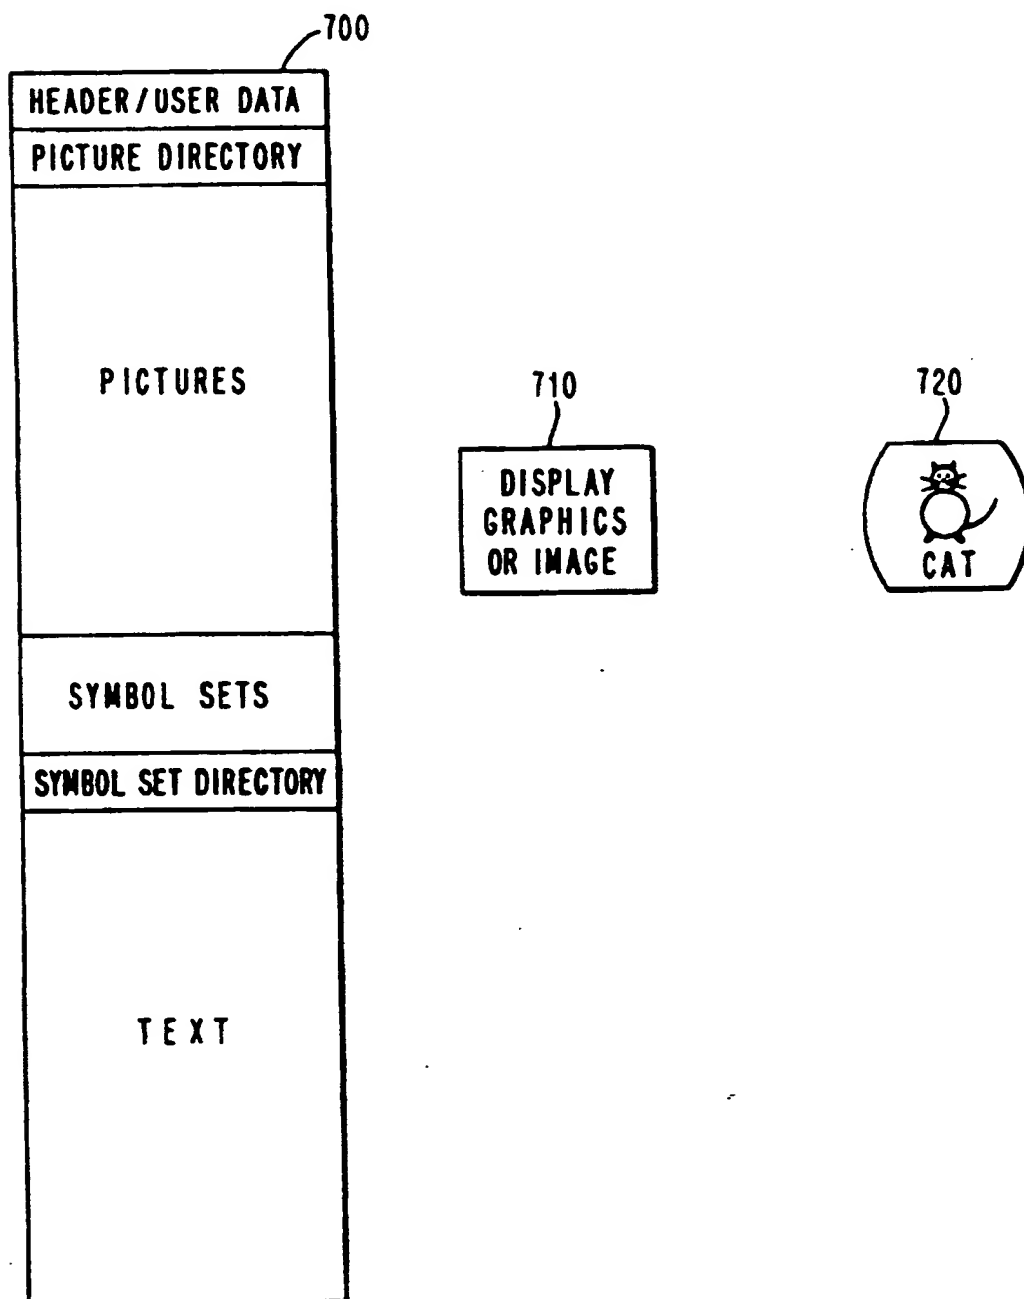 700
HEADER/USER DATA
PICTURE DIRECTORY
PICTURES
710
720
DISPLAY
GRAPHICS
OR IMAGE
CAT
SYMBOL SETS
SYMBOL SET DIRECTORY
TEXT